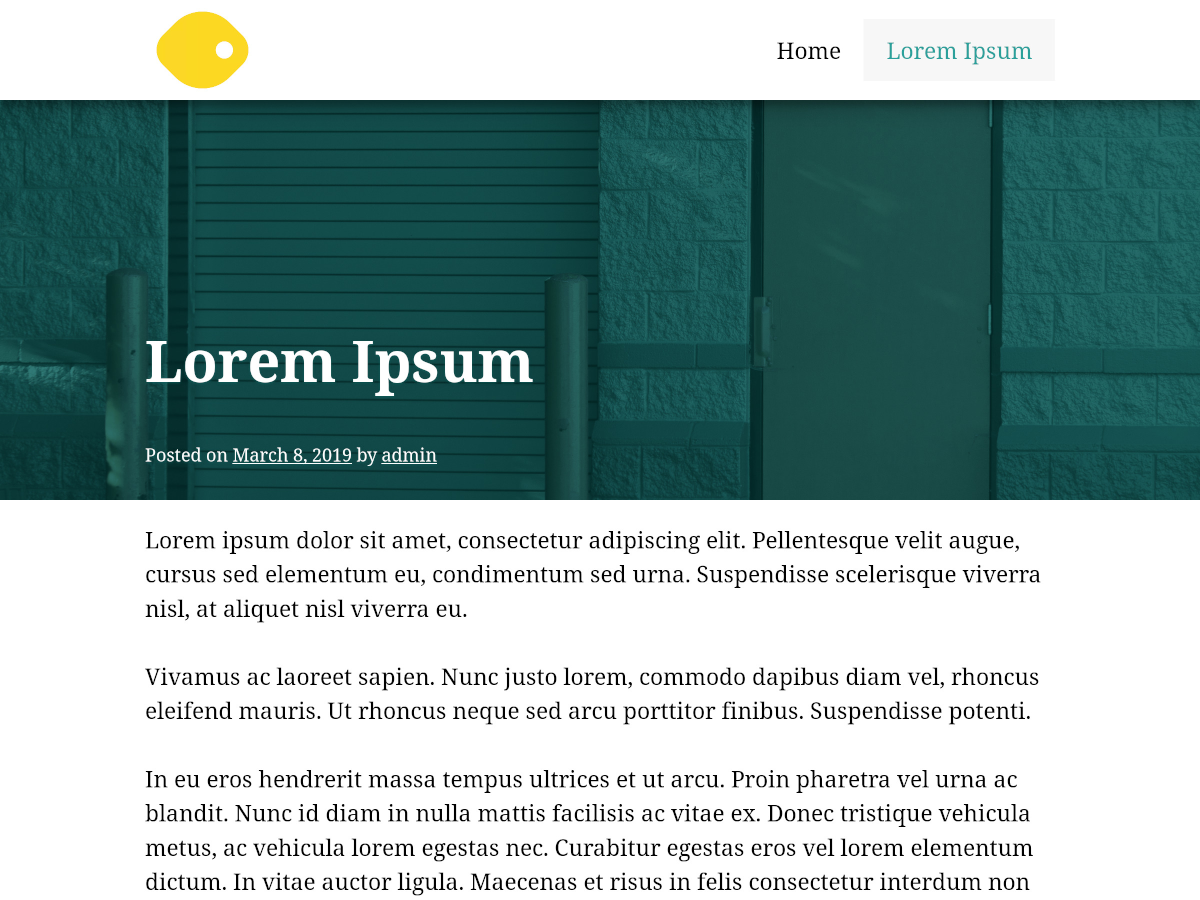 Home
Lorem Ipsum
Lorem Ipsum
Posted on March 8, 2019 by admin
Lorem ipsum dolor sit amet, consectetur adipiscing elit. Pellentesque velit augue,
cursus sed elementum eu, condimentum sed urna. Suspendisse scelerisque viverra
nisl, at aliquet nisl viverra eu.
Vivamus ac laoreet sapien. Nunc justo lorem, commodo dapibus diam vel, rhoncus
eleifend mauris. Ut rhoncus neque sed arcu porttitor finibus. Suspendisse potenti.
In eu eros hendrerit massa tempus ultrices et ut arcu. Proin pharetra vel urna ac
blandit. Nunc id diam in nulla mattis facilisis ac vitae ex. Donec tristique vehicula
metus, ac vehicula lorem egestas nec. Curabitur egestas eros vel lorem elementum
dictum. In vitae auctor ligula. Maecenas et risus in felis consectetur interdum non